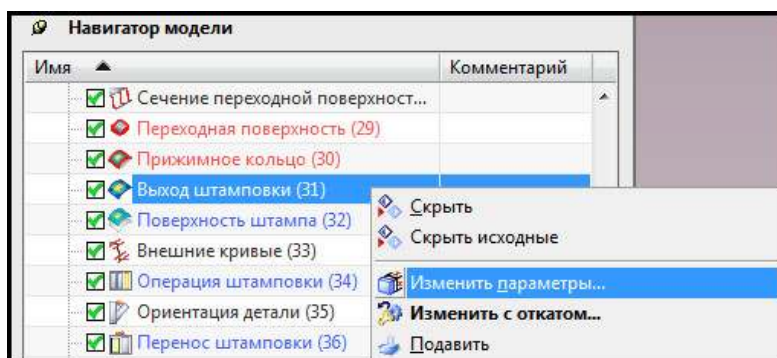 Навигатор модели
Имя Комментарий
Сечение переходной поверхност...
Переходная поверхность (29)
Прижимное кольцо (30)
Выход штамповки (31)
Скрыть
Поверхность штампа (32)
Скрыть исходные
Внешние кривые (33)
Операция штамповки (34)
Изменить параметры...
Ориентация детали (35)
Изменить с откатом...
Перенос штамповки (36)
Подавить